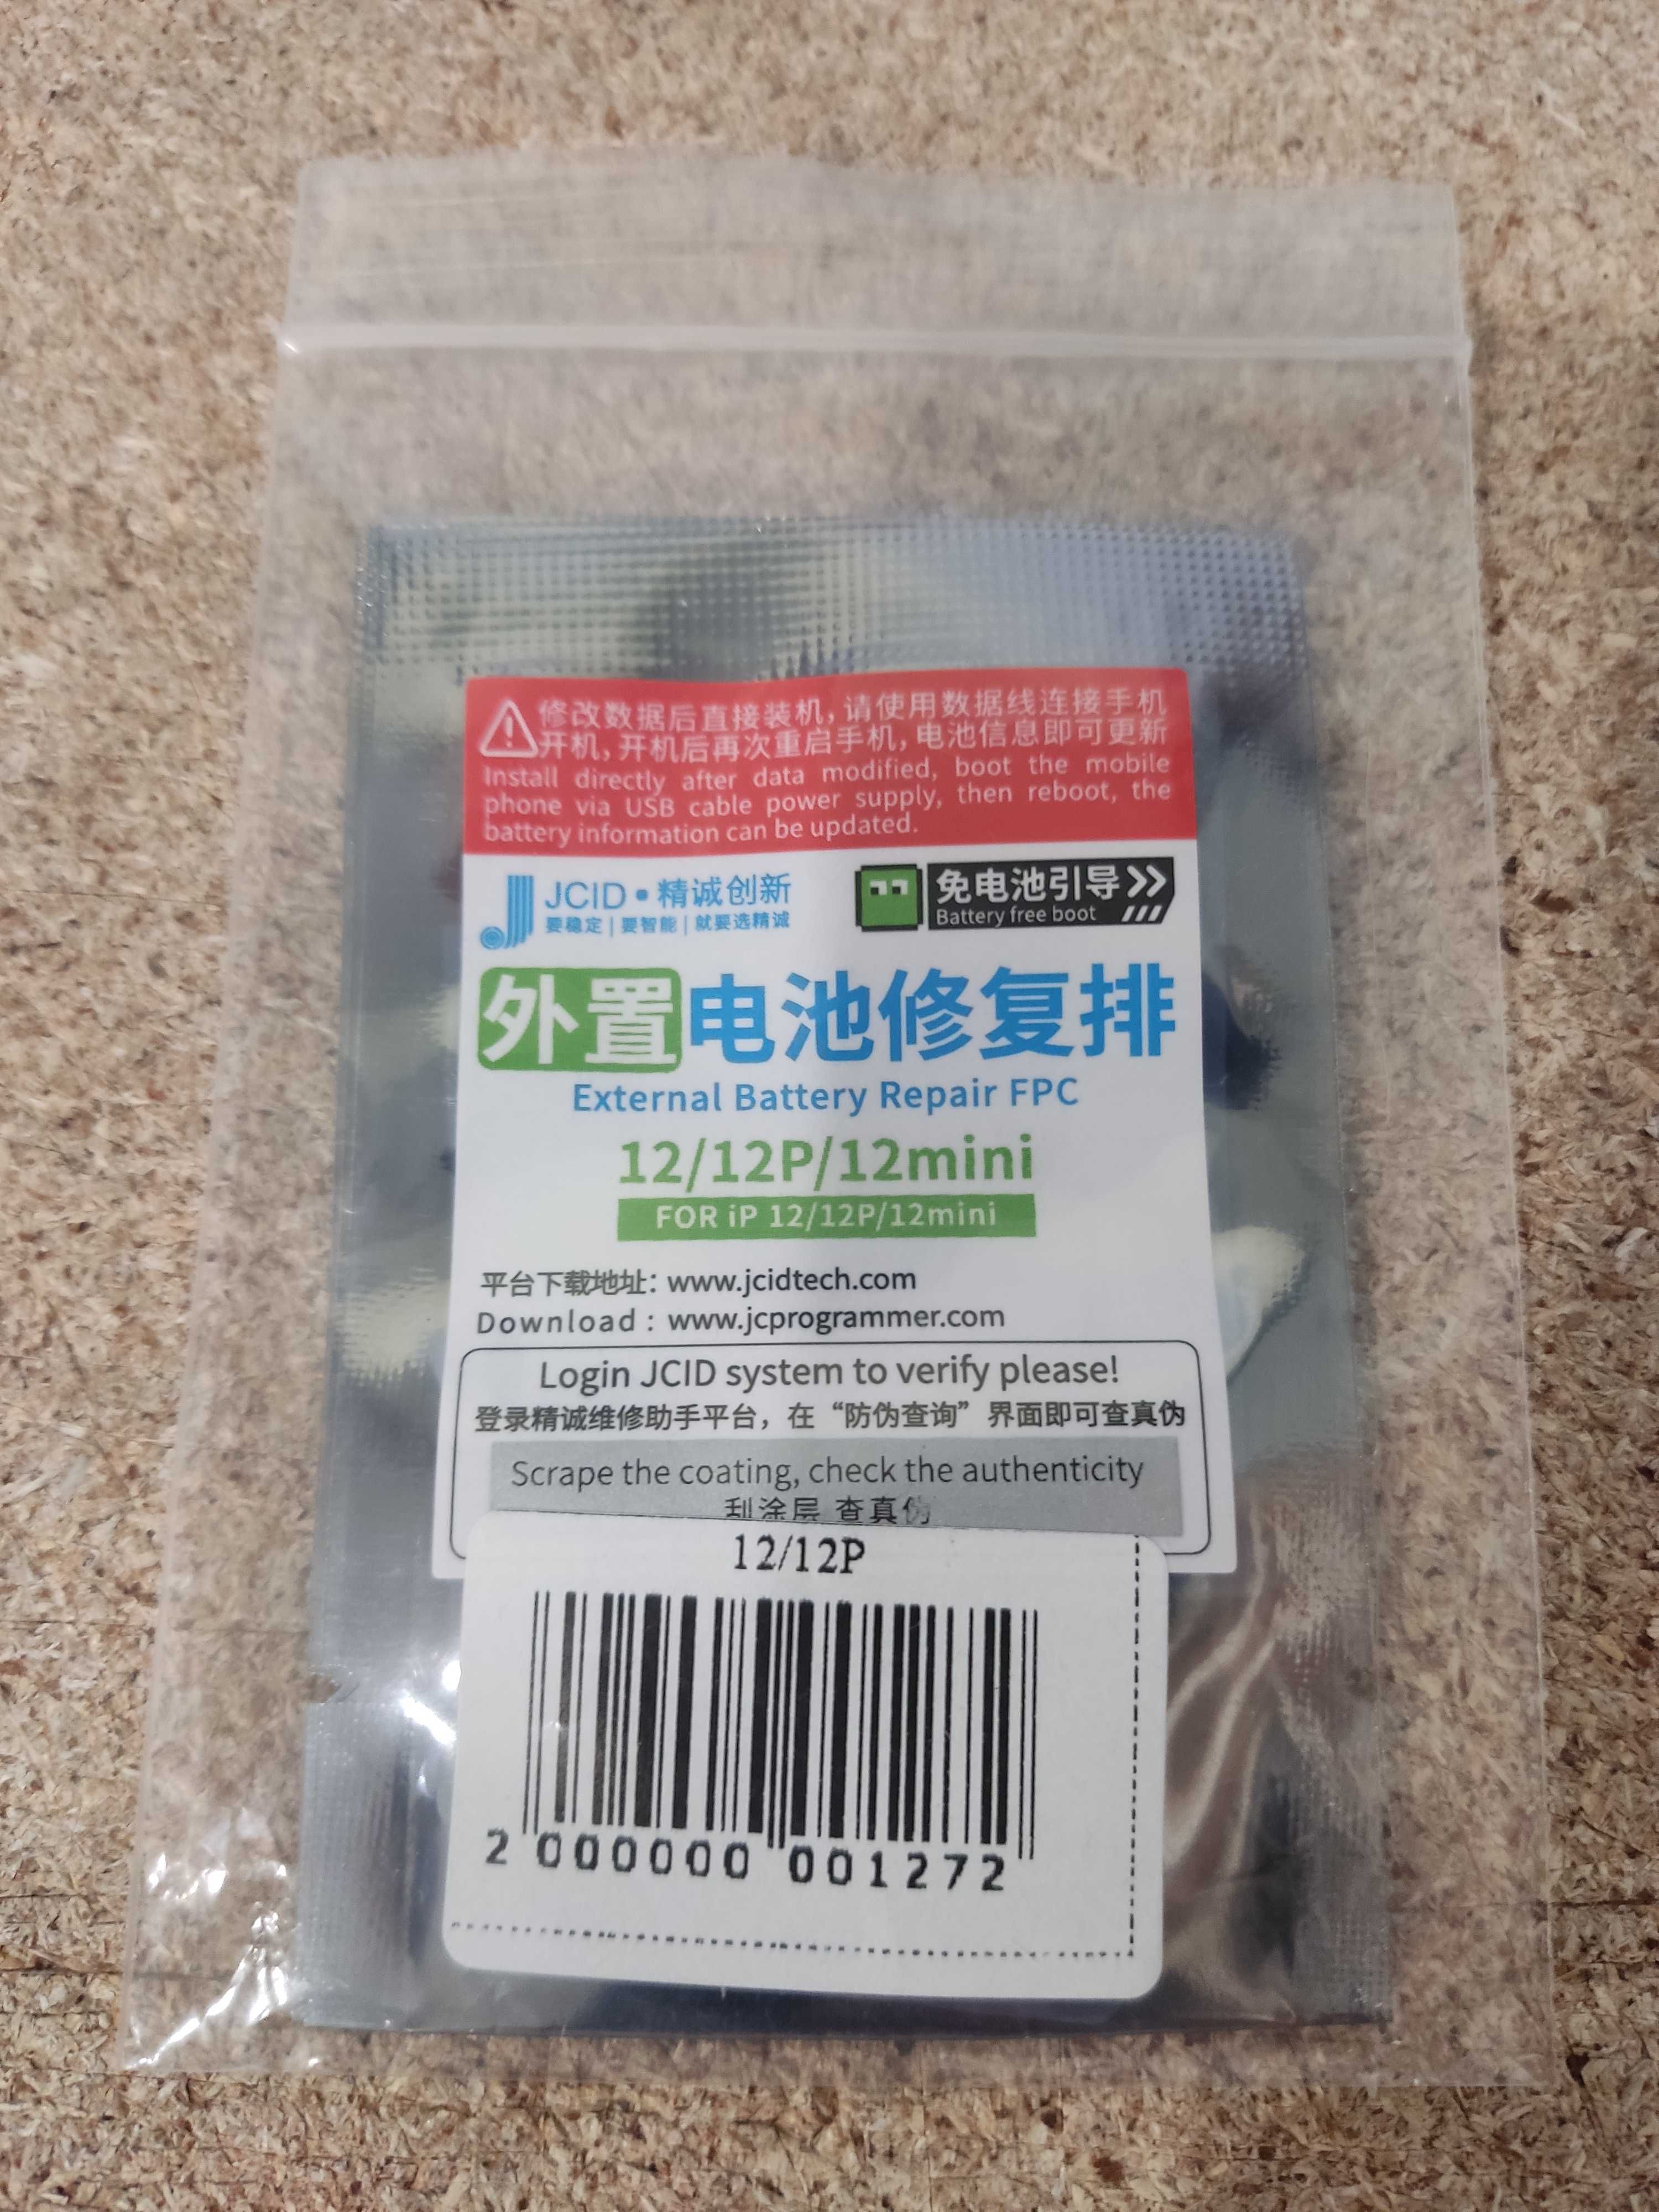 修改数据后直接装机，请使用数据线连接手机
开机，开机后再次重启手机，电池信息即可更新
Install directly after data modified, boot the mobile
phone via USB cable power supply, then reboot, the
battery information can be updated.
JCID•精诚创新
要稳定|要智能|就要选精诚
免电池引导
Battery free boot
外置电池修复排
External Battery Repair FPC
12/12P/12mini
FOR iP 12/12P/12mini
平台下载地址：www.jcidtech.com
Download : www.jcprogrammer.com
Login JCID system to verify please!
登录精诚维修助手平台，在“防伪查询”界面即可查真伪
Scrape the coating, check the authenticity
刮涂层 查真伪
12/12P
2 000000 001272